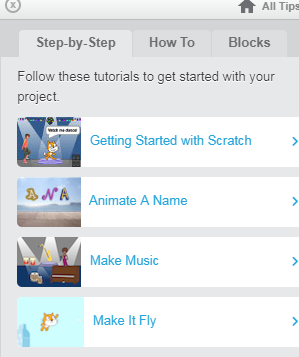 All Tips
Step-by-Step How To Blocks
Follow these tutorials to get started with your
project.
Watch me dance!
Getting Started with Scratch
DNA
Animate A Name
Make Music
Make It Fly